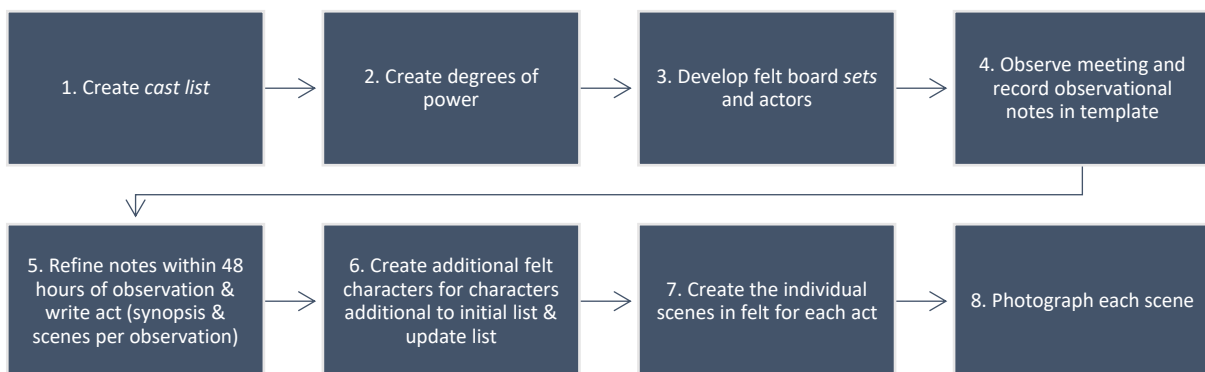 1. Create cast list
2. Create degrees of
power
3. Develop felt board sets
and actors
4. Observe meeting and
record observational
notes in template
5. Refine notes within 48
hours of observation &
write act (synopsis &
scenes per observation)
6. Create additional felt
characters for characters
additional to initial list &
update list
7. Create the individual
scenes in felt for each act
8. Photograph each scene